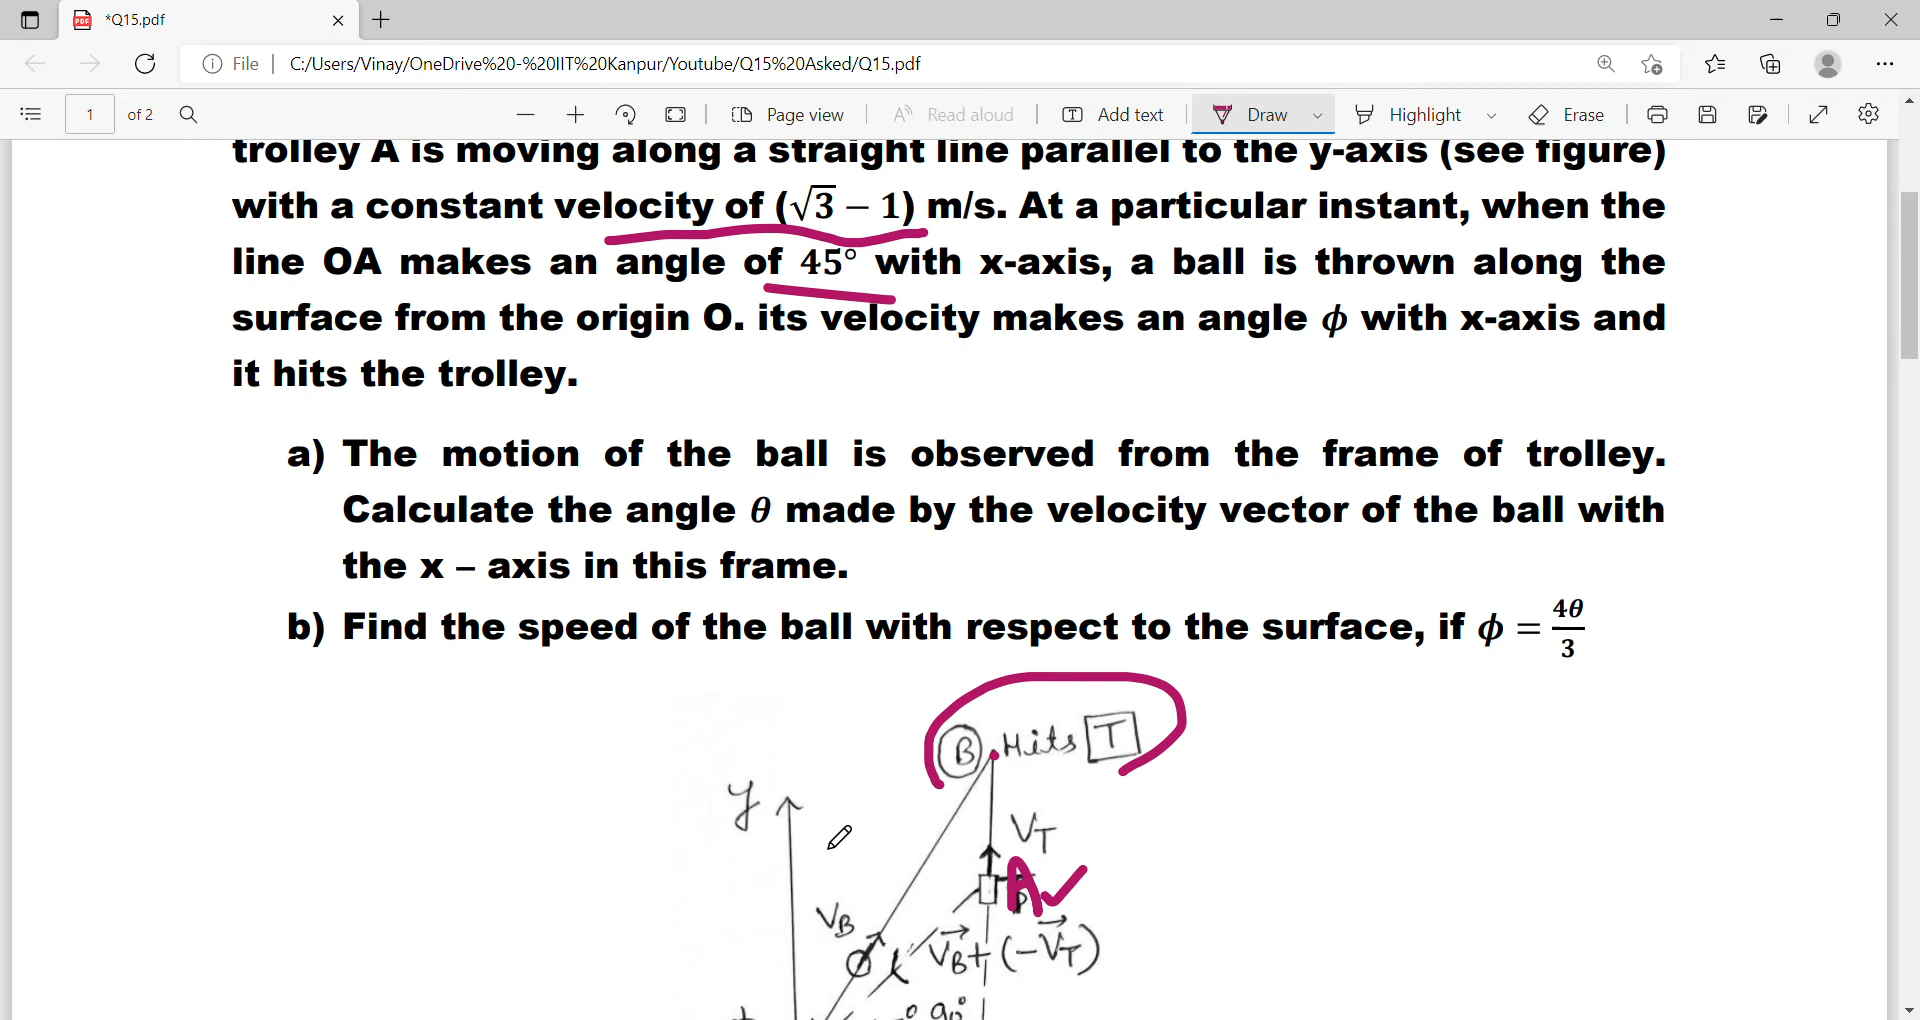 *Q15.pdf
File
C:/Users/Vinay/OneDrive%20-%20IIT%20Kanpur/Youtube/Q15%20Asked/Q15.pdf
1 of 2 Page view Read aloud Add text Draw Highlight Erase
trolley A is moving along a straight line parallel to the y-axis (see figure)
with a constant velocity of (√3 − 1) m/s. At a particular instant, when the
line OA makes an angle of 45° with x-axis, a ball is thrown along the
surface from the origin O. its velocity makes an angle ϕ with x-axis and
it hits the trolley.
a) The motion of the ball is observed from the frame of trolley.
Calculate the angle θ made by the velocity vector of the ball with
the x – axis in this frame.
b) Find the speed of the ball with respect to the surface, if ϕ = 4θ/3
B Hits T
y
V_T
A
V_B
V_B + (-V_T)
90°